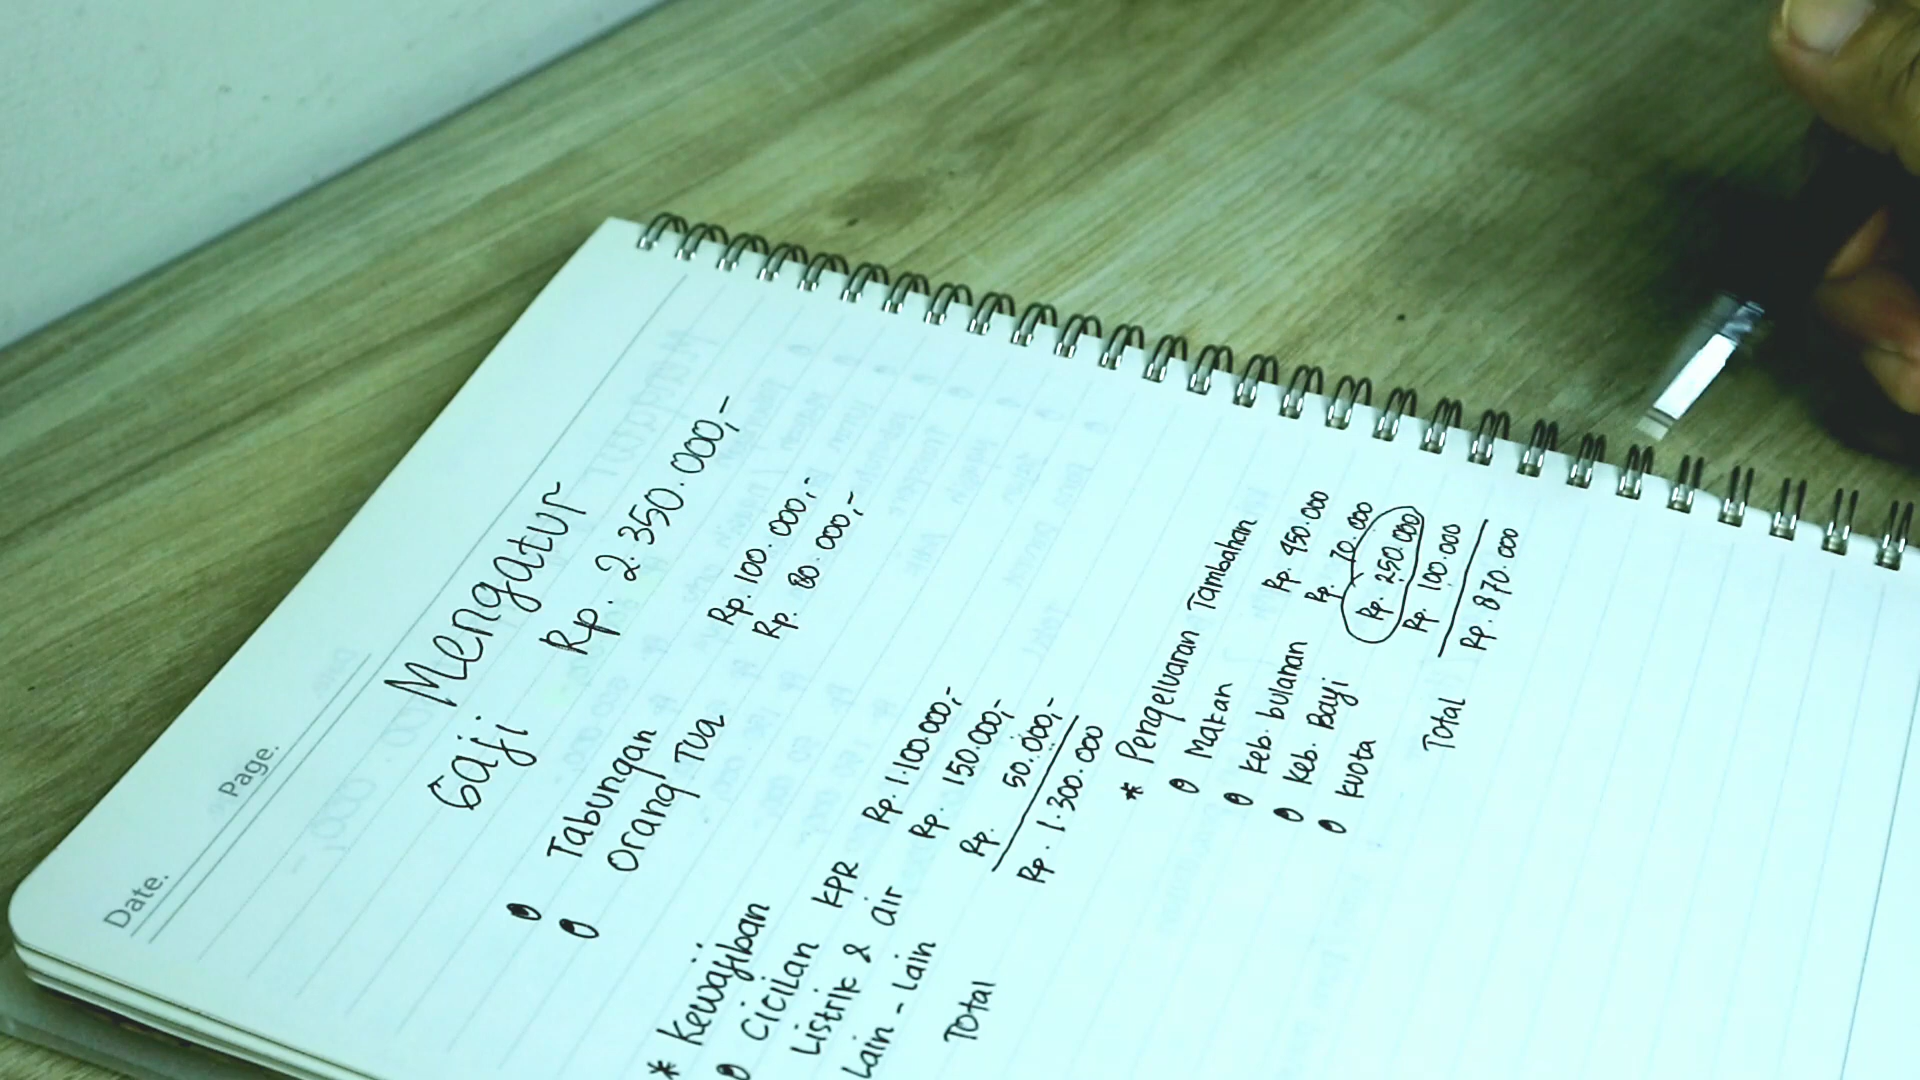 Date.
Page.
Mengatur
Gaji Rp. 2.350.000,-
Tabungan Rp. 100.000,-
Orang Tua Rp. 80.000,-
* Kewajiban
Cicilan KPR Rp. 1.100.000,-
Listrik & air Rp. 150.000,-
Lain - Lain Rp. 50.000,-
Total Rp. 1.300.000
* Pengeluaran Tambahan
Makan Rp. 450.000
Keb. bulanan Rp. 70.000
Keb. Bayi Rp. 250.000
Kuota Rp. 100.000
Total Rp. 870.000